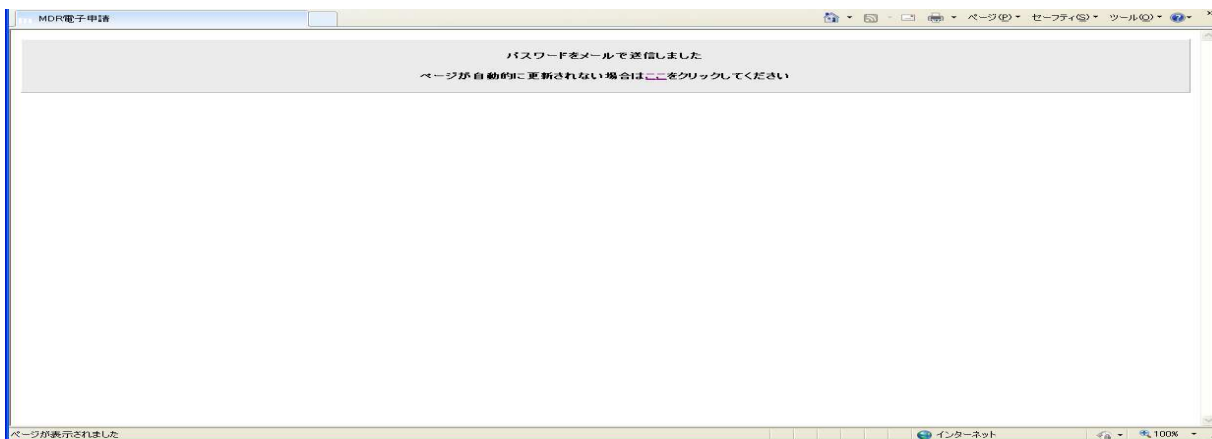 MDR電子申請
ページ(P) セーフティ(S) ツール(O)
パスワードをメールで送信しました
ページが自動的に更新されない場合はここをクリックしてください
ページが表示されました インターネット 100%